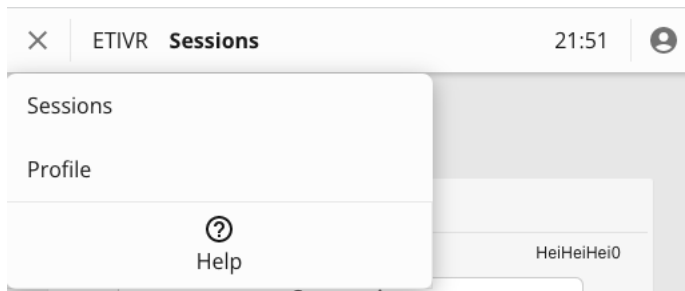 ETIVR Sessions 21:51
Sessions
Profile
Help
HeiHeiHei0